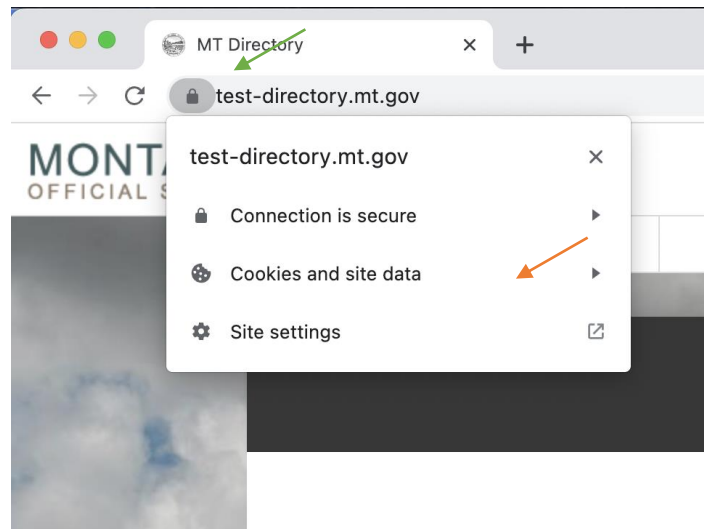 MT Directory
test-directory.mt.gov
MONT
OFFICIAL S
test-directory.mt.gov
Connection is secure
Cookies and site data
Site settings